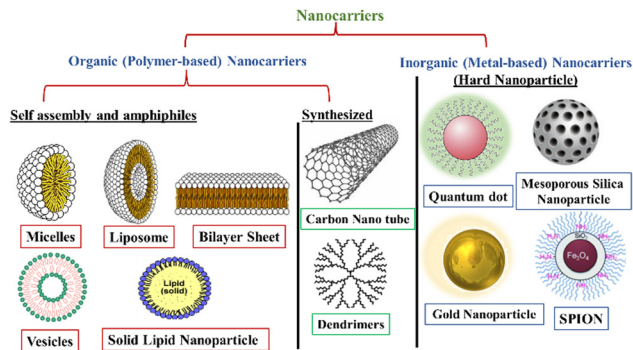 Nanocarriers
Organic (Polymer-based) Nanocarriers
Inorganic (Metal-based) Nanocarriers
(Hard Nanoparticle)
Self assembly and amphiphiles
Synthesized
Micelles
Liposome
Bilayer Sheet
Carbon Nano tube
Quantum dot
Mesoporous Silica
Nanoparticle
Lipid
(solid)
SiO
Fe3O4
NH2
Vesicles
Solid Lipid Nanoparticle
Dendrimers
Gold Nanoparticle
SPION